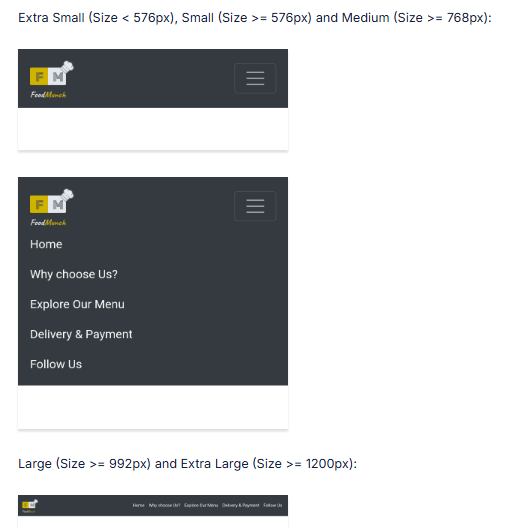 Extra Small (Size < 576px), Small (Size >= 576px) and Medium (Size >= 768px):
F M
FoodMunch
F M
FoodMunch
Home
Why choose Us?
Explore Our Menu
Delivery & Payment
Follow Us
Large (Size >= 992px) and Extra Large (Size >= 1200px):
F M
Home Why choose Us? Explore Our Menu Delivery & Payment Follow Us